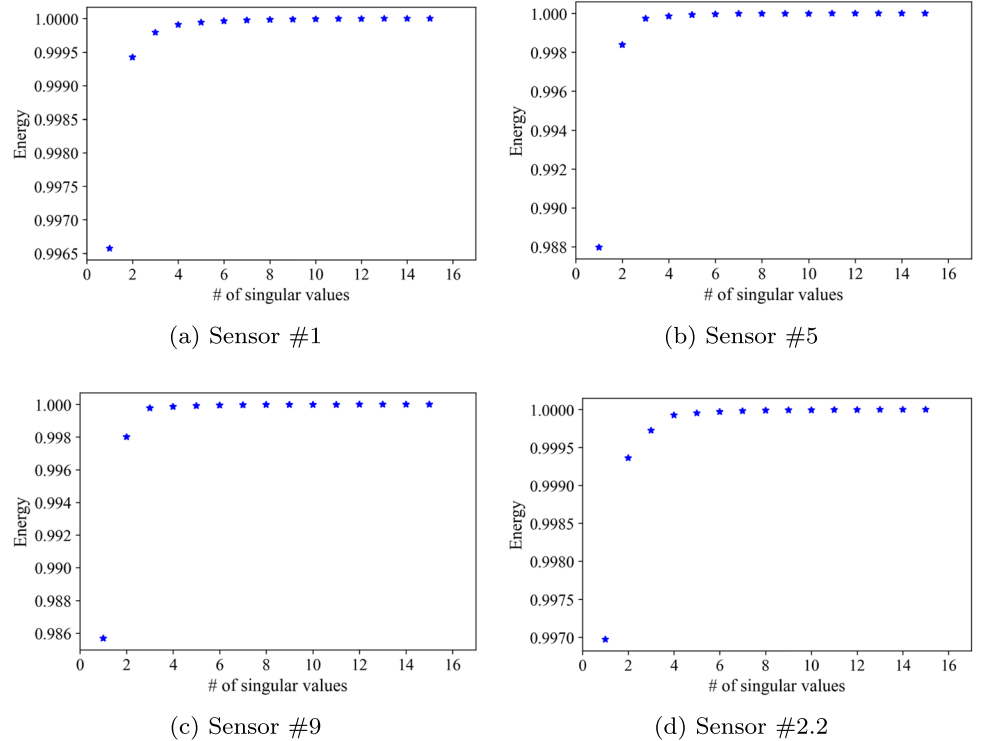 1.0000
0.9995
0.9990
0.9985
0.9980
0.9975
0.9970
0.9965
Energy
0 2 4 6 8 10 12 14 16
# of singular values
(a) Sensor #1
1.000
0.998
0.996
0.994
0.992
0.990
0.988
Energy
0 2 4 6 8 10 12 14 16
# of singular values
(b) Sensor #5
1.000
0.998
0.996
0.994
0.992
0.990
0.988
0.986
Energy
0 2 4 6 8 10 12 14 16
# of singular values
(c) Sensor #9
1.0000
0.9995
0.9990
0.9985
0.9980
0.9975
0.9970
Energy
0 2 4 6 8 10 12 14 16
# of singular values
(d) Sensor #2.2